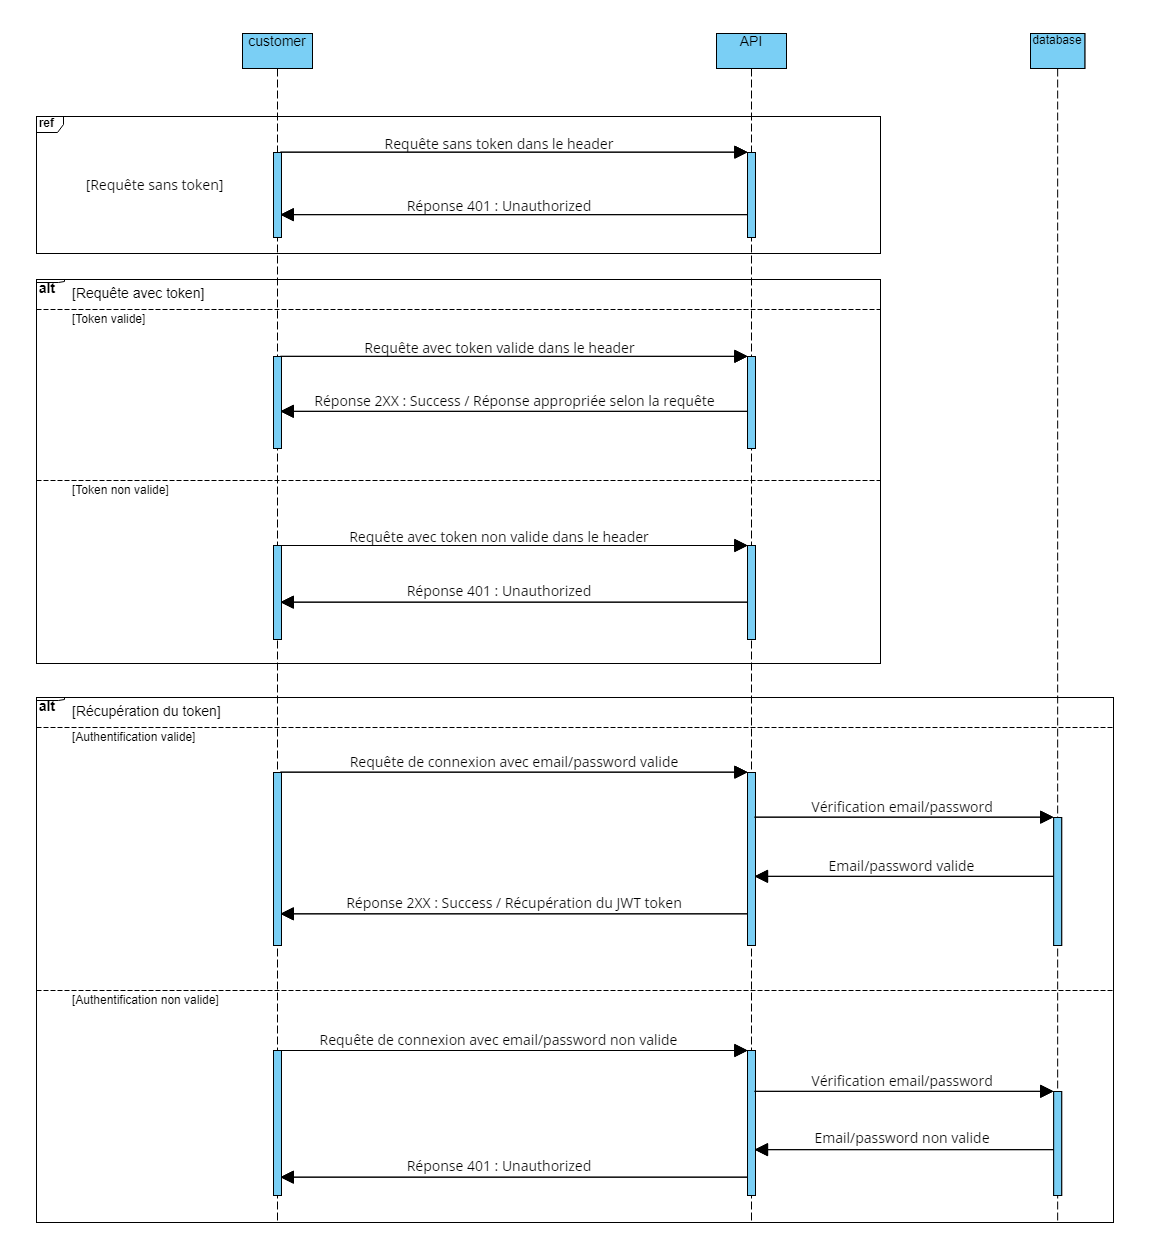 customer
API
database
ref
Requête sans token dans le header
[Requête sans token]
Réponse 401 : Unauthorized
alt
[Requête avec token]
[Token valide]
Requête avec token valide dans le header
Réponse 2XX : Success / Réponse appropriée selon la requête
[Token non valide]
Requête avec token non valide dans le header
Réponse 401 : Unauthorized
alt
[Récupération du token]
[Authentification valide]
Requête de connexion avec email/password valide
Vérification email/password
Email/password valide
Réponse 2XX : Success / Récupération du JWT token
[Authentification non valide]
Requête de connexion avec email/password non valide
Vérification email/password
Email/password non valide
Réponse 401 : Unauthorized